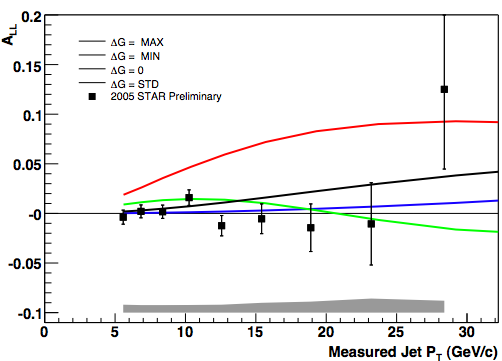 A_LL
0.2
0.15
0.1
0.05
-0
-0.05
-0.1
ΔG = MAX
ΔG = MIN
ΔG = 0
ΔG = STD
2005 STAR Preliminary
0 5 10 15 20 25 30
Measured Jet P_T (GeV/c)